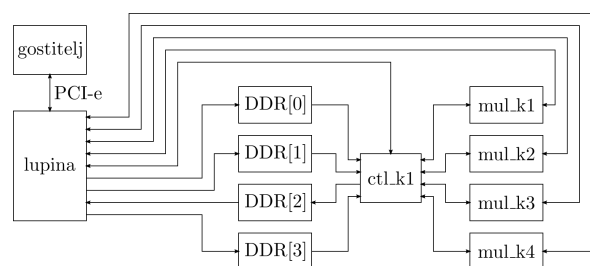 gostitelj
PCI-e
lupina
DDR[0]
DDR[1]
DDR[2]
DDR[3]
ctl_k1
mul_k1
mul_k2
mul_k3
mul_k4